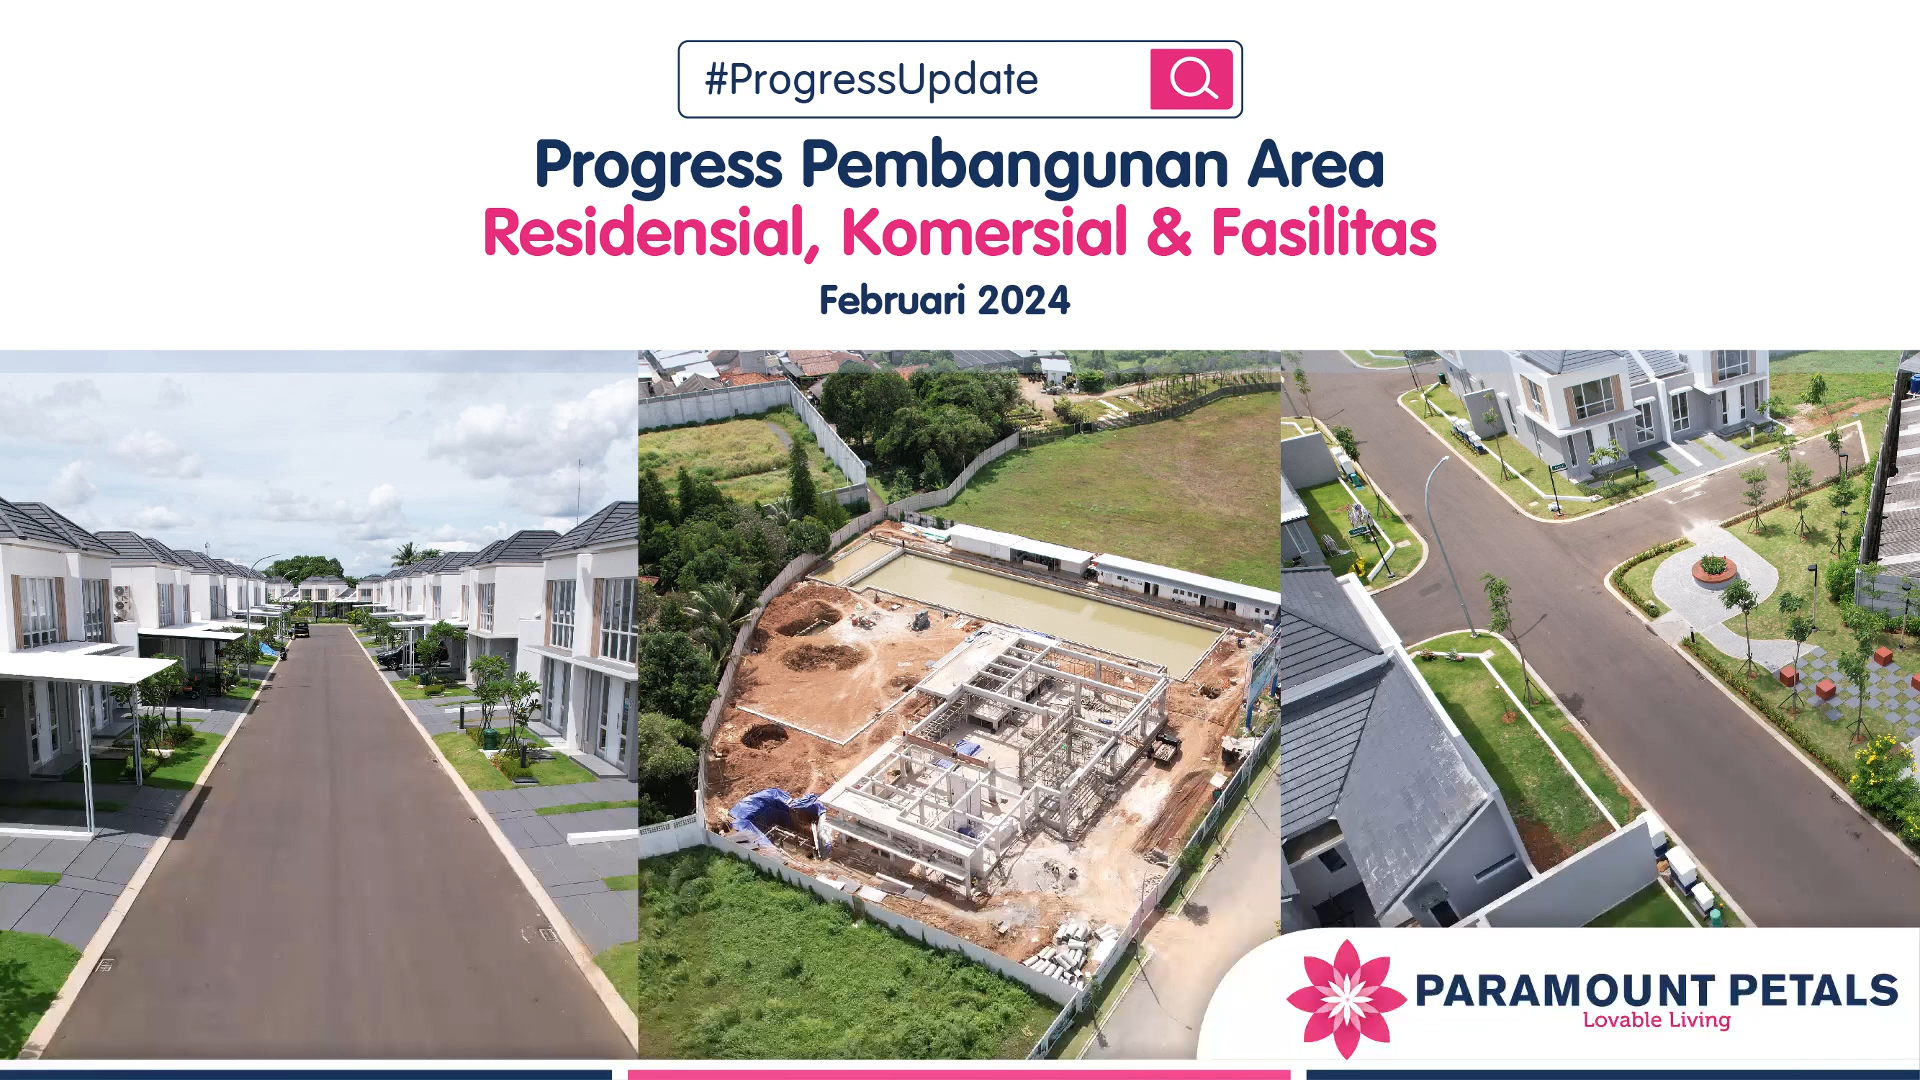 #ProgressUpdate
Progress Pembangunan Area
Residensial, Komersial & Fasilitas
Februari 2024
PARAMOUNT PETALS
Lovable Living